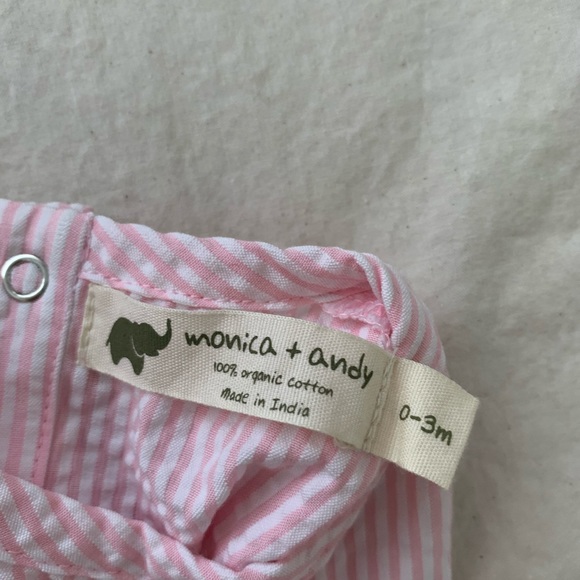 monica + andy
100% organic cotton
made in India
0-3m